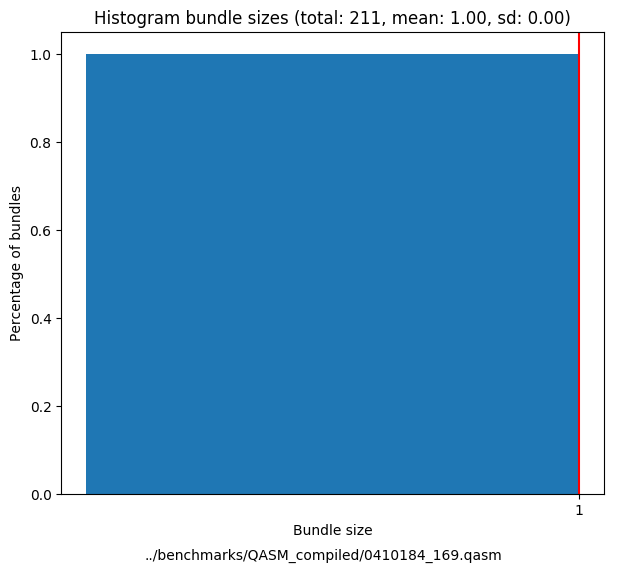 Histogram bundle sizes (total: 211, mean: 1.00, sd: 0.00)
1.0
0.8
0.6
0.4
0.2
0.0
Percentage of bundles
1
Bundle size
../benchmarks/QASM_compiled/0410184_169.qasm